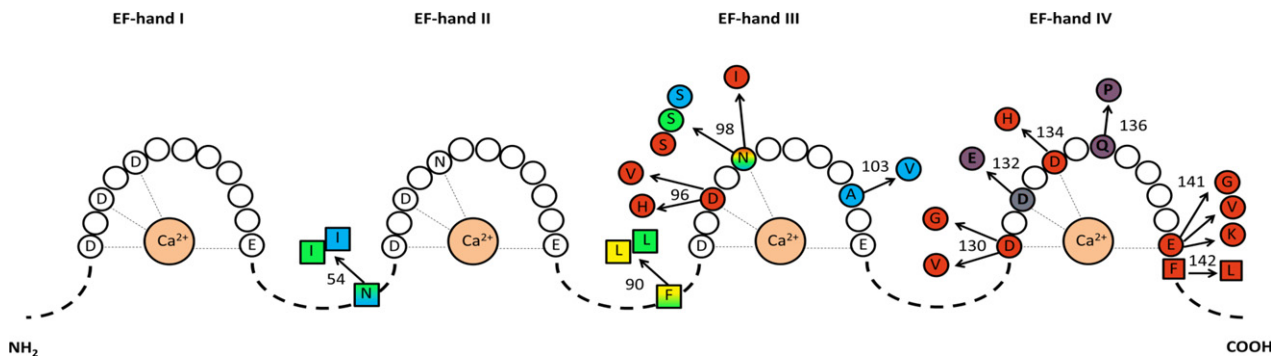 EF-hand I
EF-hand II
EF-hand III
EF-hand IV
D
D
D
Ca²⁺
E
I
I
54
N
D
D
N
Ca²⁺
E
L
L
90
F
D
V
H
96
D
S
S
S
98
I
N
Ca²⁺
103
A
V
E
G
V
130
D
E
132
D
H
134
D
P
136
Q
Ca²⁺
141
G
V
K
E
F
142
L
NH₂
COOH